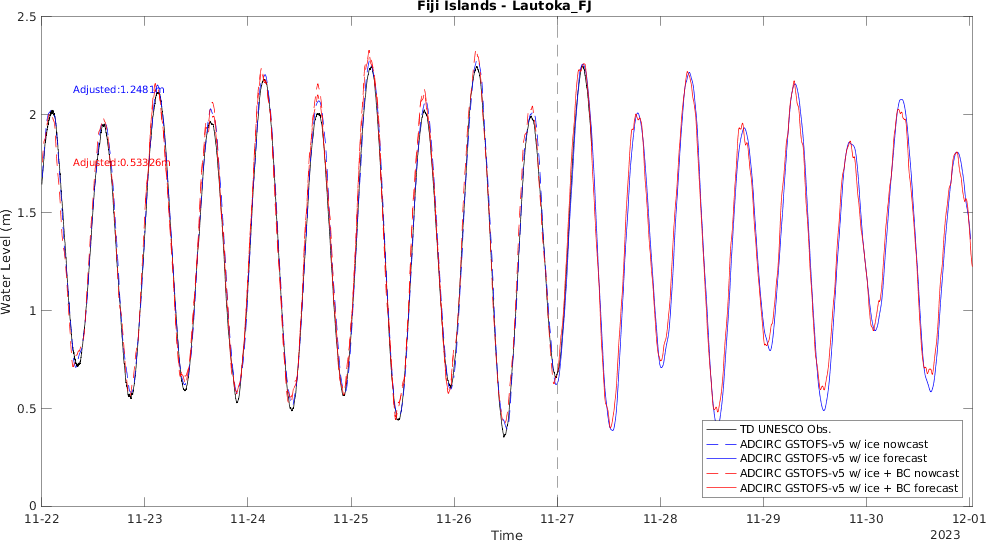 Fiji Islands - Lautoka_FJ
2.5
2
1.5
1
0.5
0
Water Level (m)
Adjusted:1.2481m
Adjusted:0.53326m
TD UNESCO Obs.
ADCIRC GSTOFS-v5 w/ ice nowcast
ADCIRC GSTOFS-v5 w/ ice forecast
ADCIRC GSTOFS-v5 w/ ice + BC nowcast
ADCIRC GSTOFS-v5 w/ ice + BC forecast
11-22 11-23 11-24 11-25 11-26 11-27 11-28 11-29 11-30 12-01
Time
2023